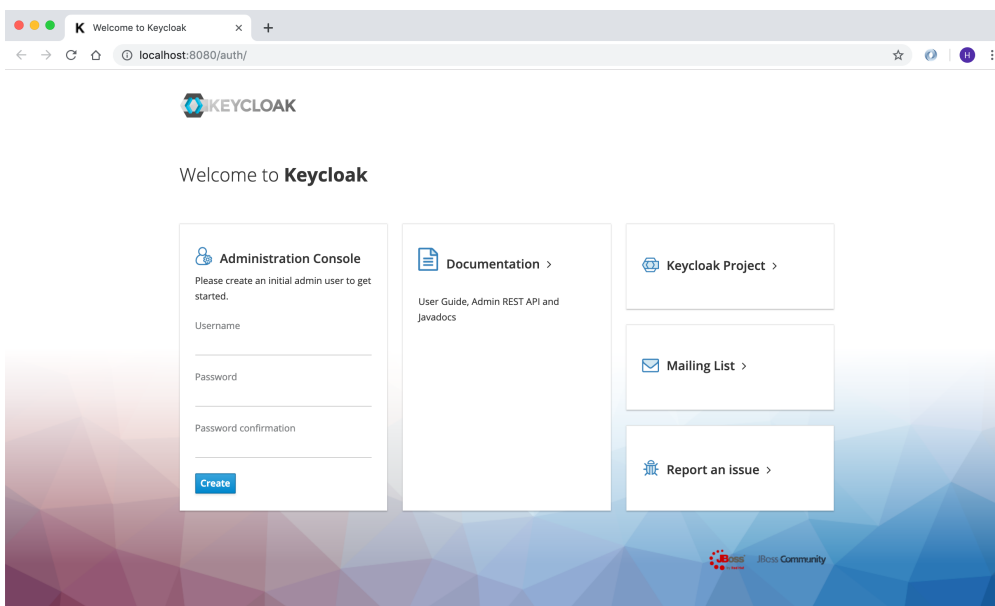 K Welcome to Keycloak
localhost:8080/auth/
H
KEYCLOAK
Welcome to Keycloak
Administration Console
Please create an initial admin user to get
started.
Username
Password
Password confirmation
Create
Documentation >
User Guide, Admin REST API and
Javadocs
Keycloak Project >
Mailing List >
Report an issue >
JBoss
JBoss Community